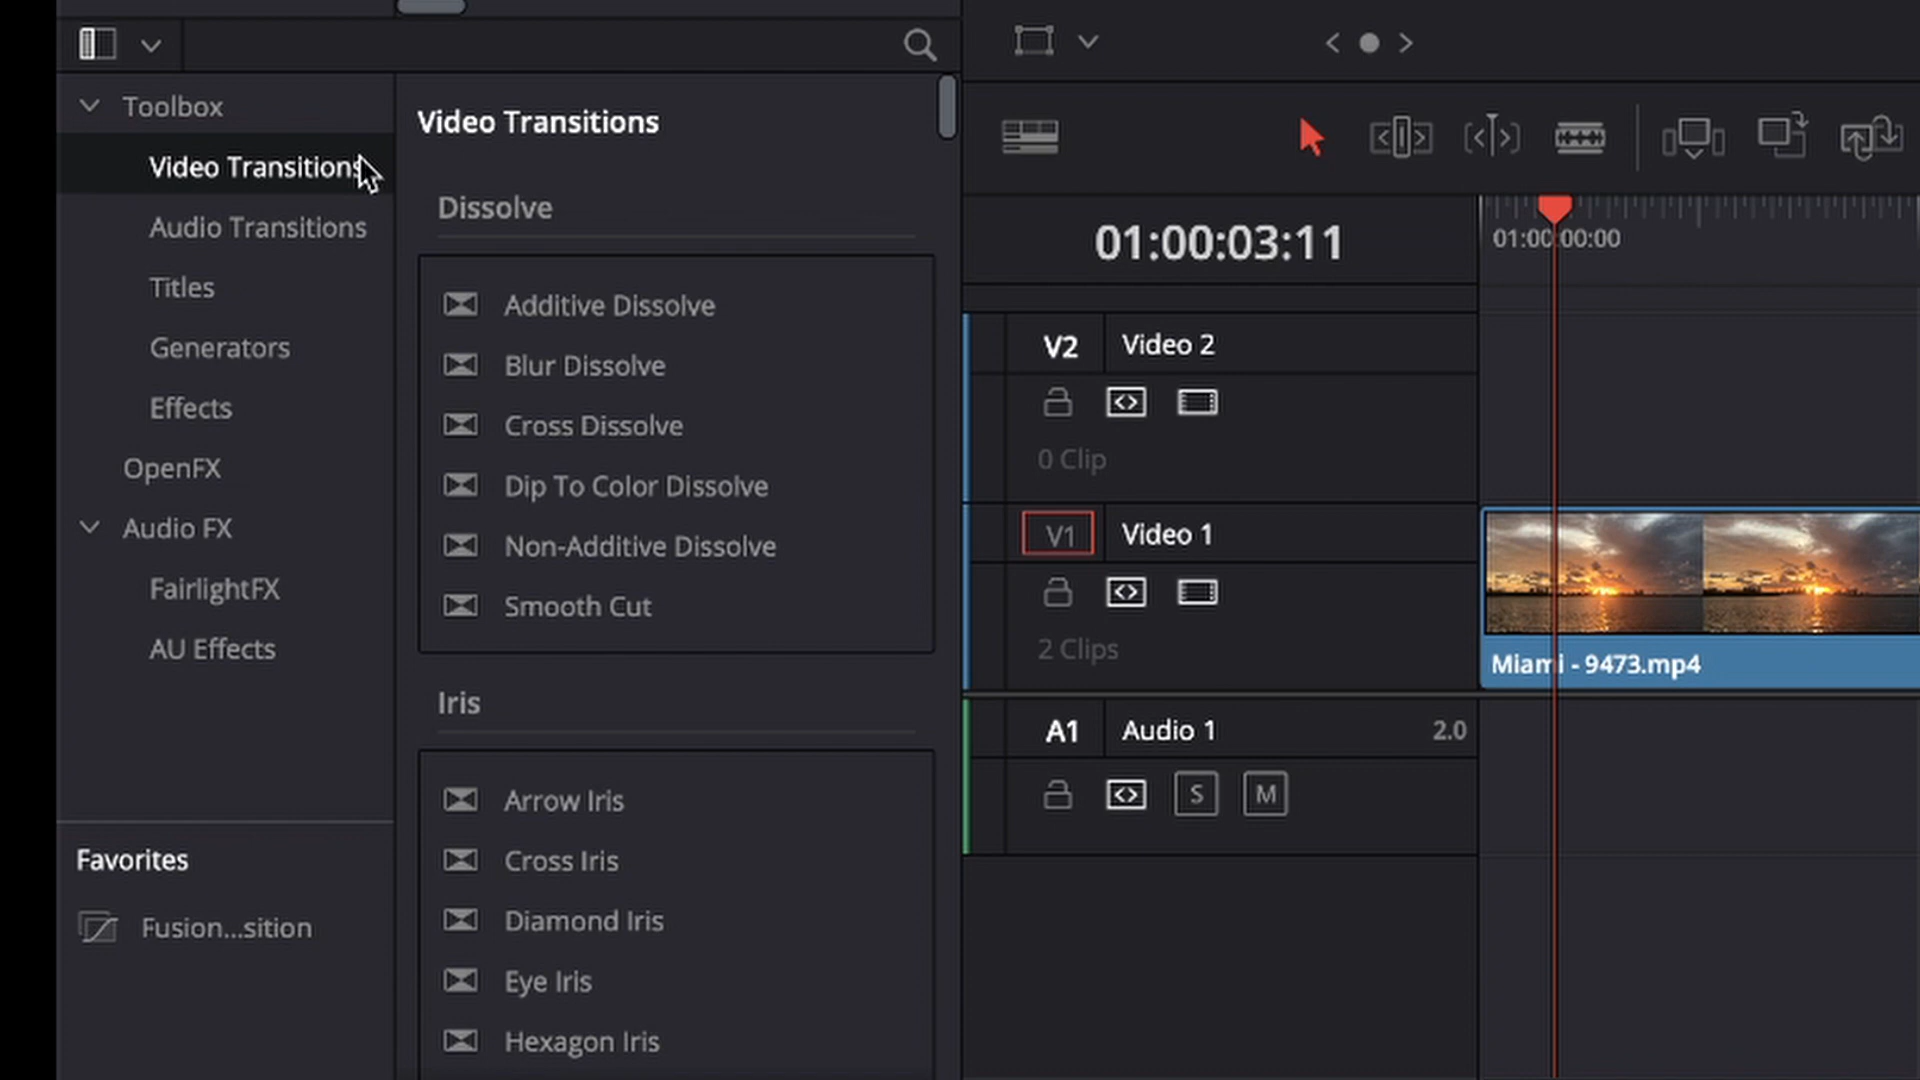 Toolbox
Video Transitions
Audio Transitions
Titles
Generators
Effects
OpenFX
Audio FX
FairlightFX
AU Effects
Favorites
Fusion...sition
Video Transitions
Dissolve
Additive Dissolve
Blur Dissolve
Cross Dissolve
Dip To Color Dissolve
Non-Additive Dissolve
Smooth Cut
Iris
Arrow Iris
Cross Iris
Diamond Iris
Eye Iris
Hexagon Iris
01:00:03:11
01:00:00:00
V2 Video 2
0 Clip
V1 Video 1
2 Clips
Miami - 9473.mp4
A1 Audio 1 2.0
S M